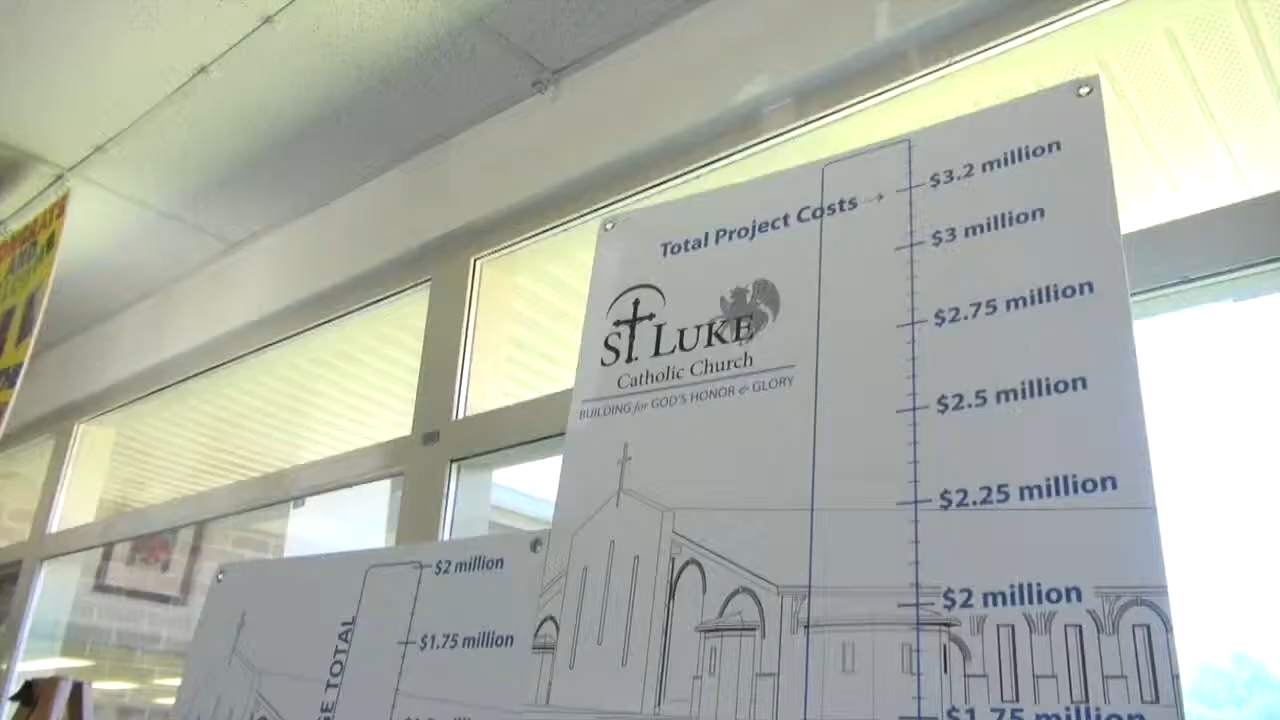 $3.2 million
Total Project Costs →
$3 million
$2.75 million
ST. LUKE
Catholic Church
BUILDING for GOD'S HONOR & GLORY
$2.5 million
$2.25 million
$2 million
$1.75 million
$2 million
$1.75 million
TOTAL
AND